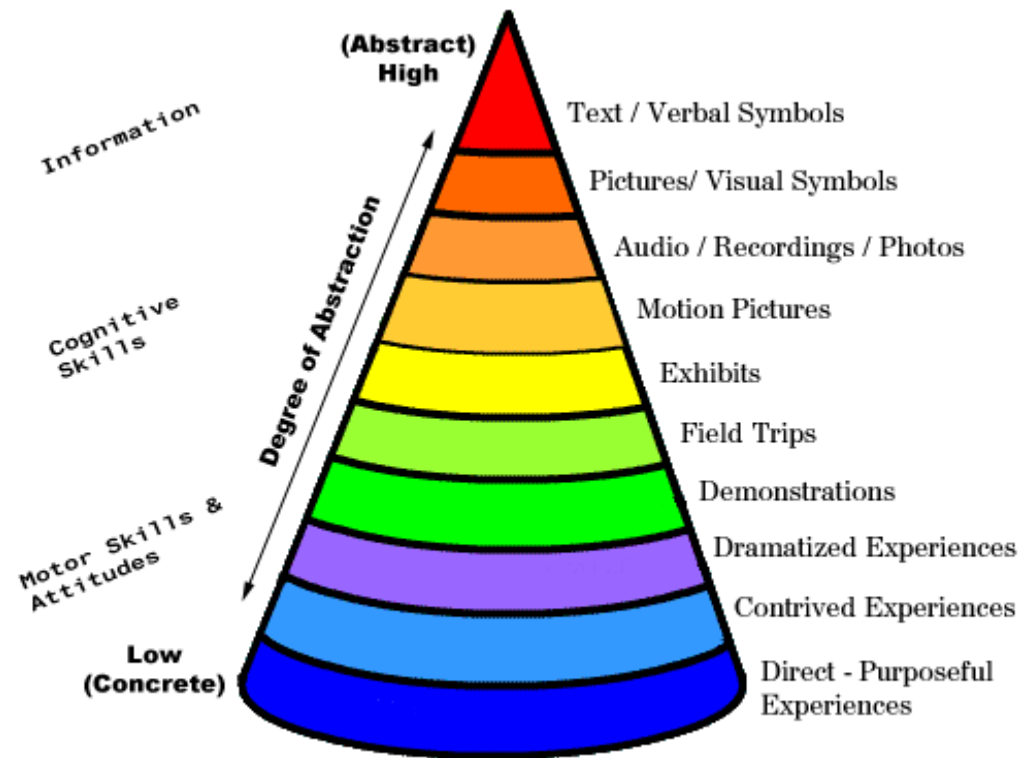 (Abstract)
High
Information
Text / Verbal Symbols
Pictures/ Visual Symbols
Audio / Recordings / Photos
Degree of Abstraction
Cognitive
Skills
Motion Pictures
Exhibits
Field Trips
Demonstrations
Motor Skills &
Attitudes
Dramatized Experiences
Contrived Experiences
Low
(Concrete)
Direct - Purposeful
Experiences